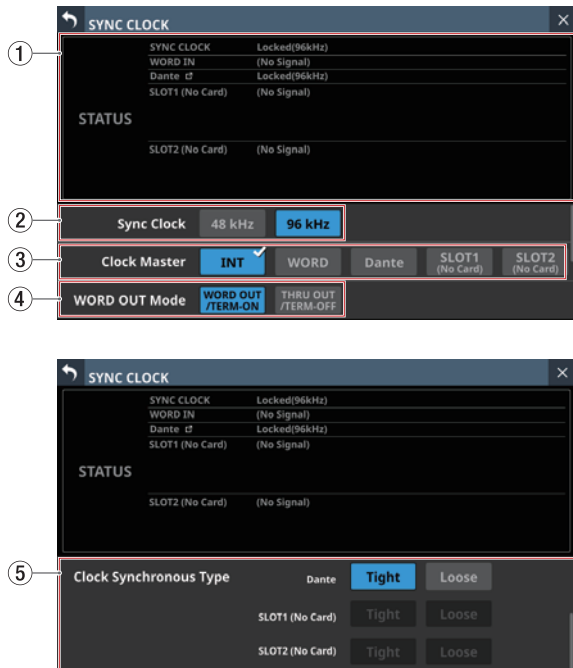 SYNC CLOCK
①
SYNC CLOCK Locked(96kHz)
WORD IN (No Signal)
Dante Locked(96kHz)
SLOT1 (No Card) (No Signal)
STATUS
SLOT2 (No Card) (No Signal)
② Sync Clock 48 kHz 96 kHz
③ Clock Master INT WORD Dante SLOT1 (No Card) SLOT2 (No Card)
④ WORD OUT Mode WORD OUT /TERM-ON THRU OUT /TERM-OFF
SYNC CLOCK
SYNC CLOCK Locked(96kHz)
WORD IN (No Signal)
Dante Locked(96kHz)
SLOT1 (No Card) (No Signal)
STATUS
SLOT2 (No Card) (No Signal)
⑤ Clock Synchronous Type Dante Tight Loose
SLOT1 (No Card) Tight Loose
SLOT2 (No Card) Tight Loose